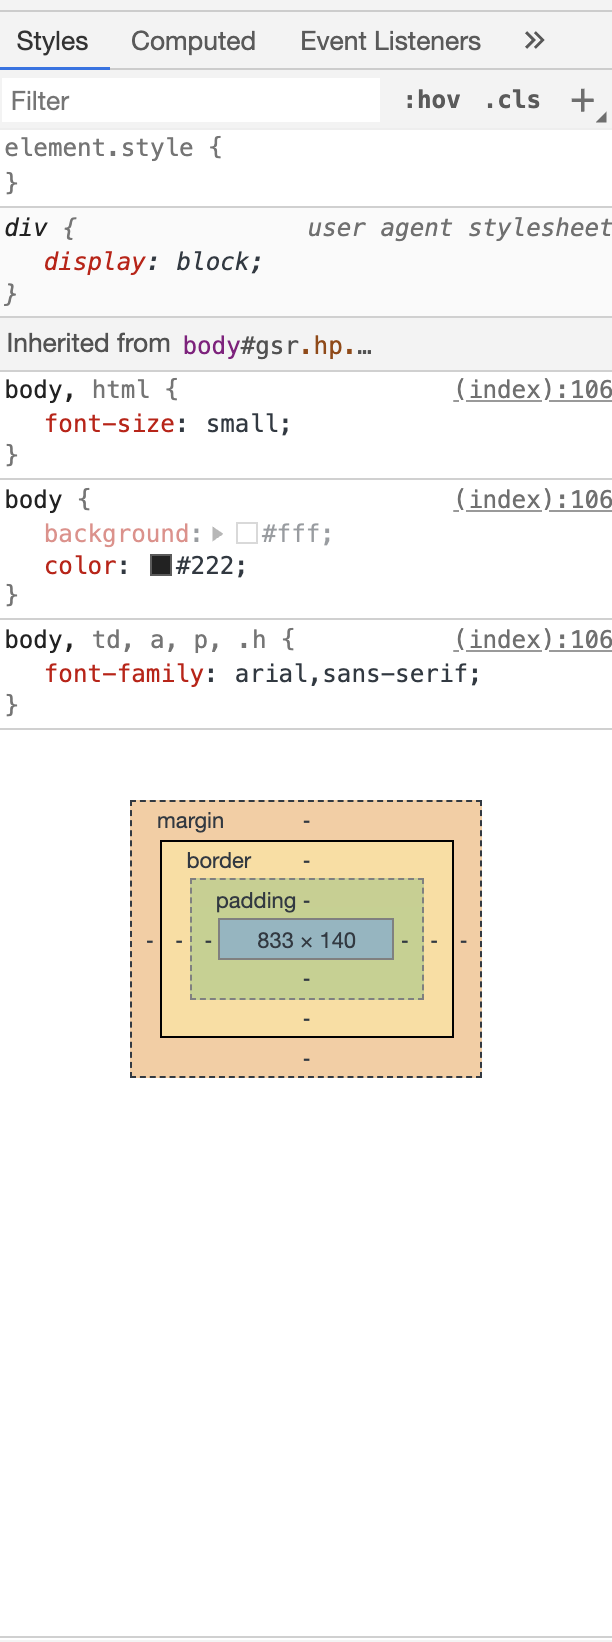 Styles Computed Event Listeners »
Filter :hov .cls +
element.style {
}
div { user agent stylesheet
display: block;
}
Inherited from body#gsr.hp.…
body, html { (index):106
font-size: small;
}
body { (index):106
background: ▶ #fff;
color: #222;
}
body, td, a, p, .h { (index):106
font-family: arial,sans-serif;
}
margin -
border -
padding -
- - - 833 × 140 - - -
-
-
-